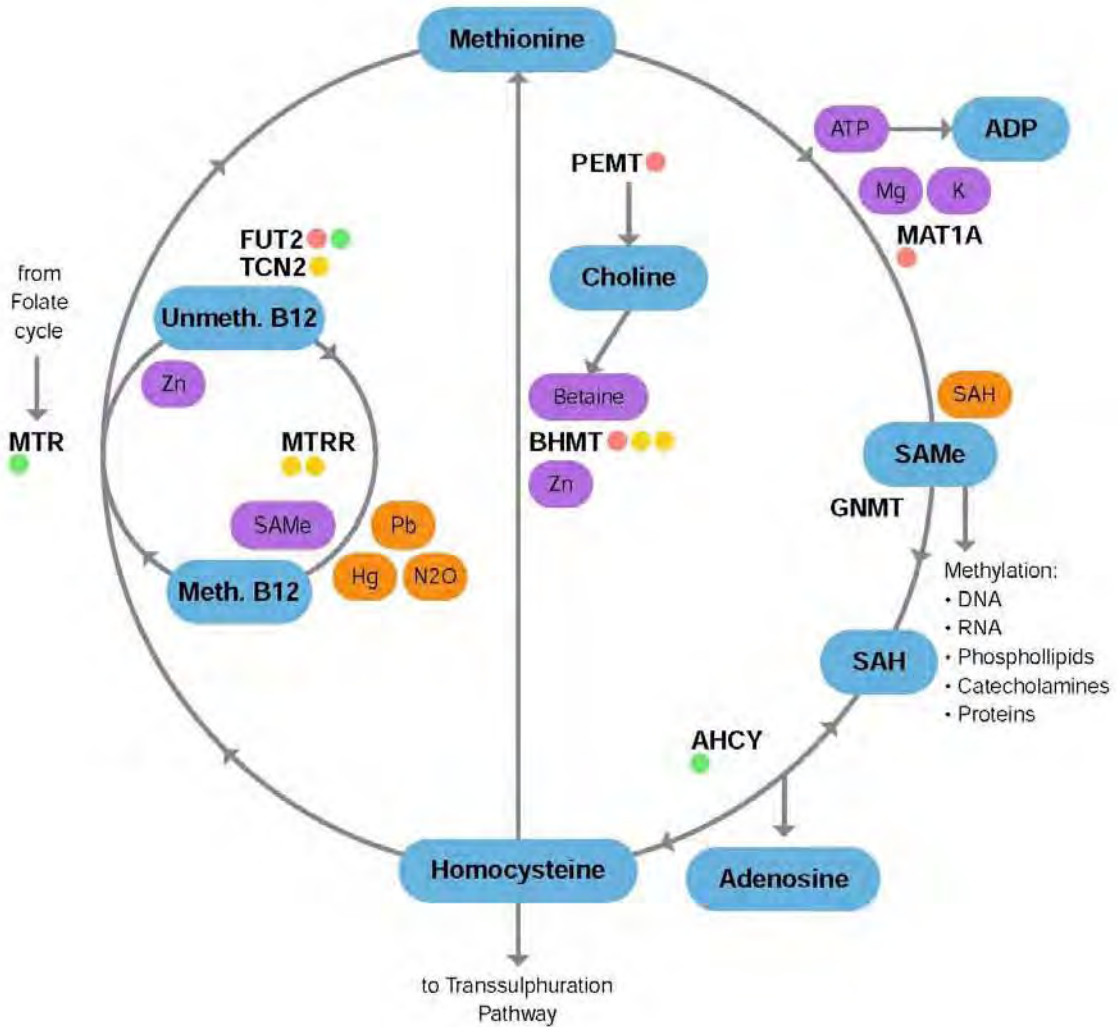 Methionine
ATP
ADP
PEMT
Mg
K
MAT1A
FUT2
TCN2
from
Folate
cycle
Choline
Unmeth. B12
Zn
Betaine
SAH
MTR
MTRR
BHMT
SAMe
Zn
GNMT
SAMe
Pb
Hg
N2O
Meth. B12
Methylation:
• DNA
• RNA
• Phosphollipids
• Catecholamines
• Proteins
SAH
AHCY
Homocysteine
Adenosine
to Transsulphuration
Pathway